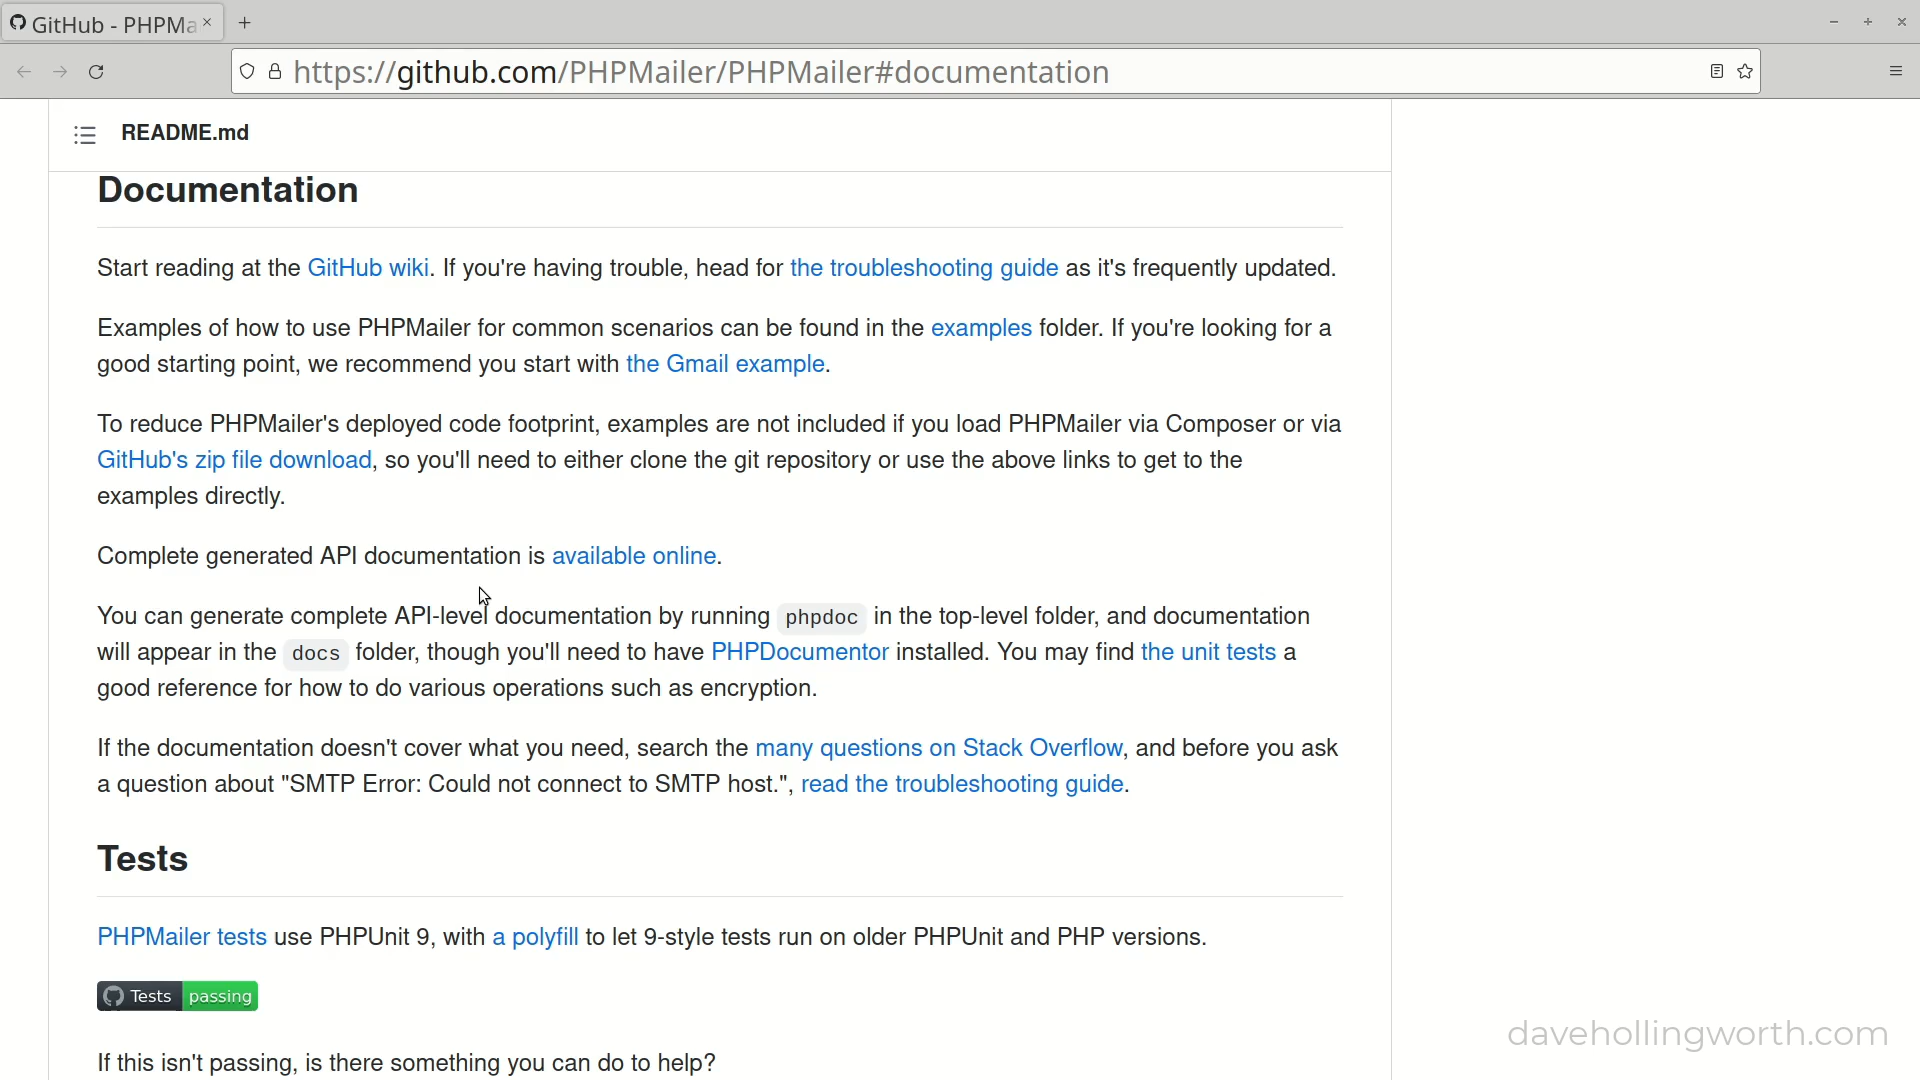 GitHub - PHPMa
https://github.com/PHPMailer/PHPMailer#documentation
README.md
Documentation
Start reading at the GitHub wiki. If you're having trouble, head for the troubleshooting guide as it's frequently updated.
Examples of how to use PHPMailer for common scenarios can be found in the examples folder. If you're looking for a
good starting point, we recommend you start with the Gmail example.
To reduce PHPMailer's deployed code footprint, examples are not included if you load PHPMailer via Composer or via
GitHub's zip file download, so you'll need to either clone the git repository or use the above links to get to the
examples directly.
Complete generated API documentation is available online.
You can generate complete API-level documentation by running phpdoc in the top-level folder, and documentation
will appear in the docs folder, though you'll need to have PHPDocumentor installed. You may find the unit tests a
good reference for how to do various operations such as encryption.
If the documentation doesn't cover what you need, search the many questions on Stack Overflow, and before you ask
a question about "SMTP Error: Could not connect to SMTP host.", read the troubleshooting guide.
Tests
PHPMailer tests use PHPUnit 9, with a polyfill to let 9-style tests run on older PHPUnit and PHP versions.
Tests passing
If this isn't passing, is there something you can do to help?
davehollingworth.com